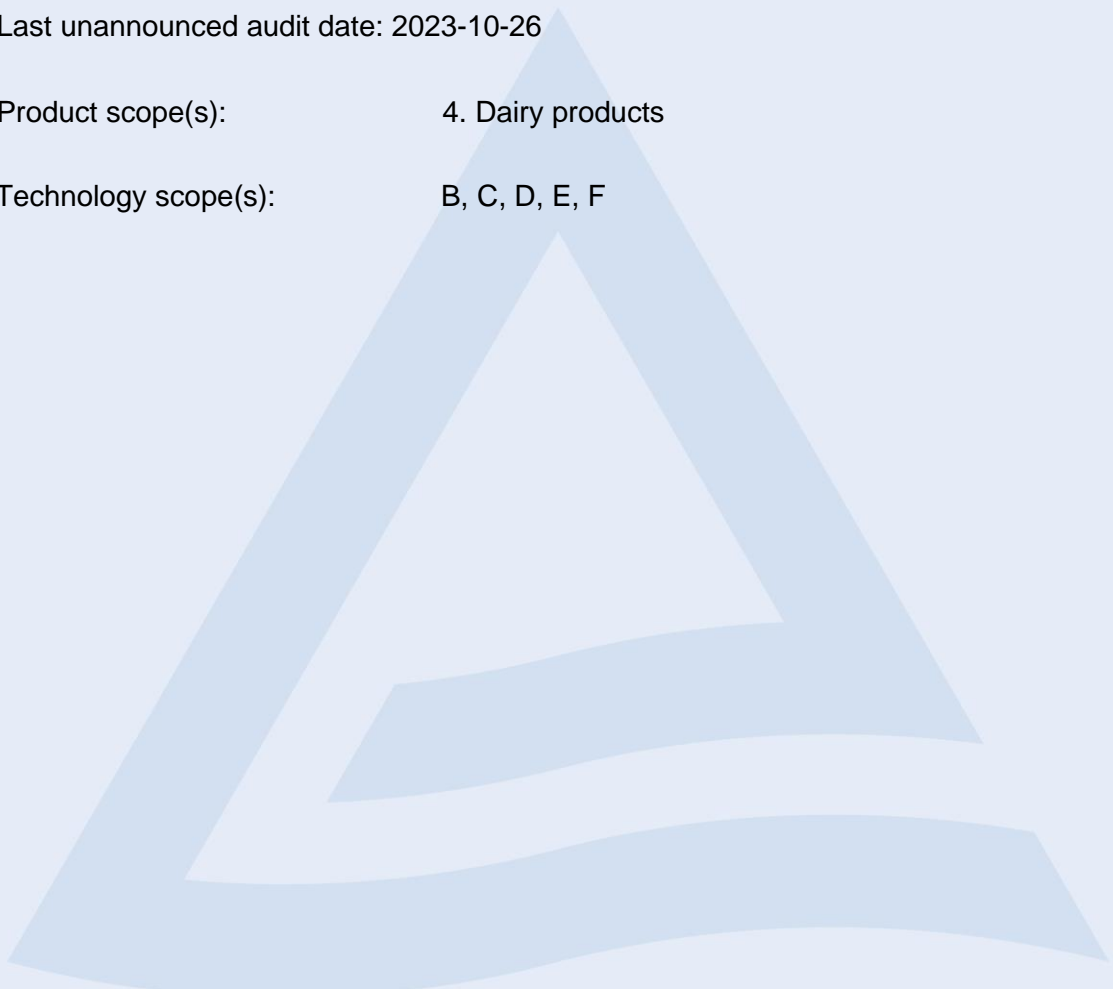 Last unannounced audit date: 2023-10-26
Product scope(s): 4. Dairy products
Technology scope(s): B, C, D, E, F